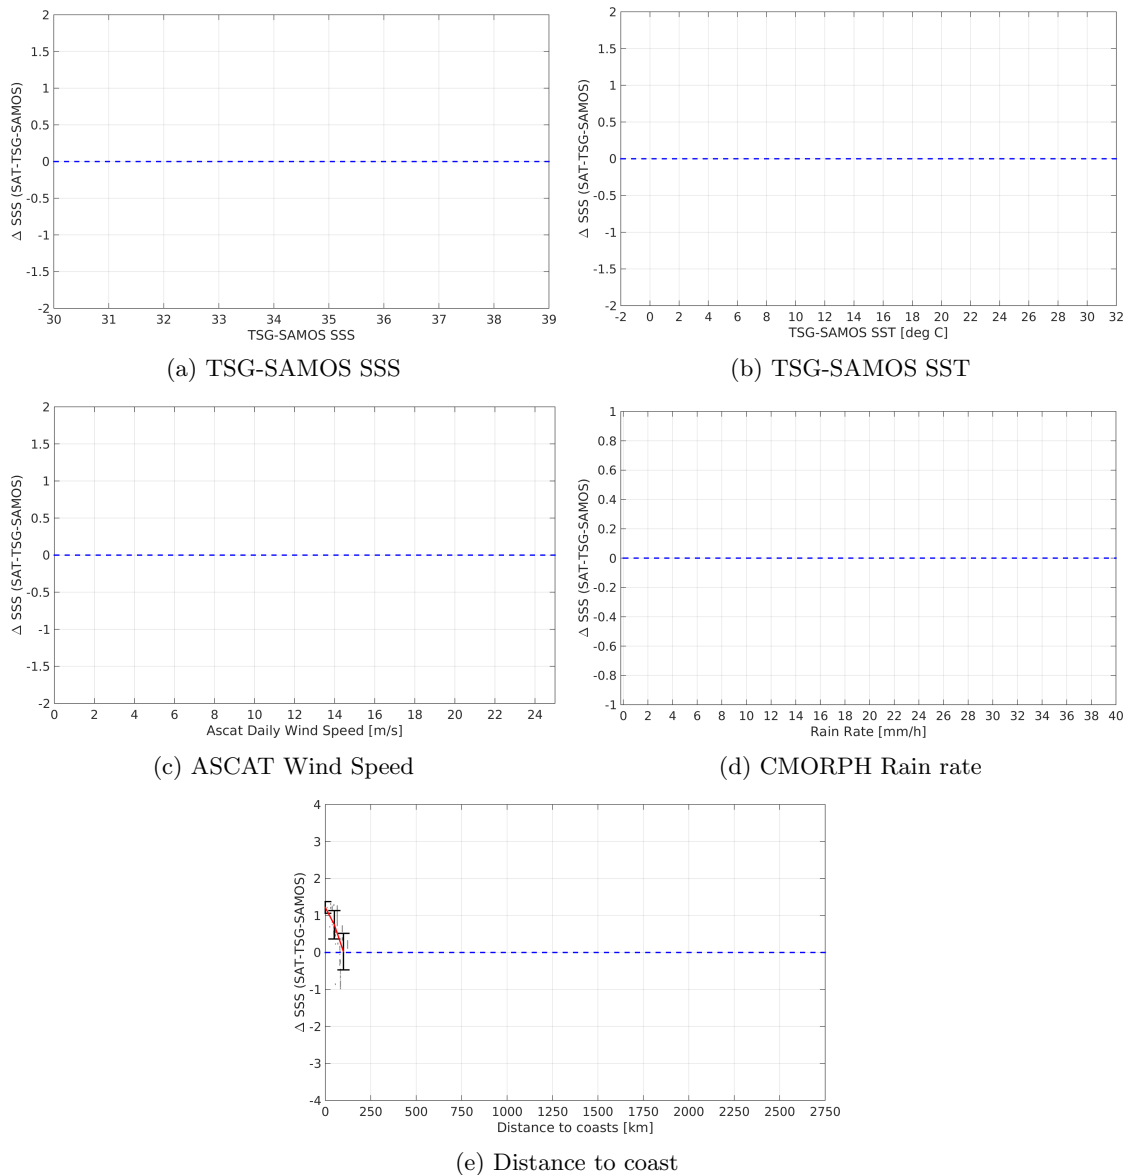 2
1.5
1
0.5
0
-0.5
-1
-1.5
-2
Δ SSS (SAT-TSG-SAMOS)
30 31 32 33 34 35 36 37 38 39
TSG-SAMOS SSS
(a) TSG-SAMOS SSS
2
1.5
1
0.5
0
-0.5
-1
-1.5
-2
Δ SSS (SAT-TSG-SAMOS)
-2 0 2 4 6 8 10 12 14 16 18 20 22 24 26 28 30 32
TSG-SAMOS SST [deg C]
(b) TSG-SAMOS SST
2
1.5
1
0.5
0
-0.5
-1
-1.5
-2
Δ SSS (SAT-TSG-SAMOS)
0 2 4 6 8 10 12 14 16 18 20 22 24
Ascat Daily Wind Speed [m/s]
(c) ASCAT Wind Speed
1
0.8
0.6
0.4
0.2
0
-0.2
-0.4
-0.6
-0.8
-1
Δ SSS (SAT-TSG-SAMOS)
0 2 4 6 8 10 12 14 16 18 20 22 24 26 28 30 32 34 36 38 40
Rain Rate [mm/h]
(d) CMORPH Rain rate
4
3
2
1
0
-1
-2
-3
-4
Δ SSS (SAT-TSG-SAMOS)
0 250 500 750 1000 1250 1500 1750 2000 2250 2500 2750
Distance to coasts [km]
(e) Distance to coast